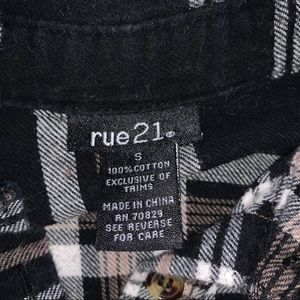 rue21®
S
100% COTTON
EXCLUSIVE OF
TRIMS
MADE IN CHINA
RN 70829
SEE REVERSE
FOR CARE